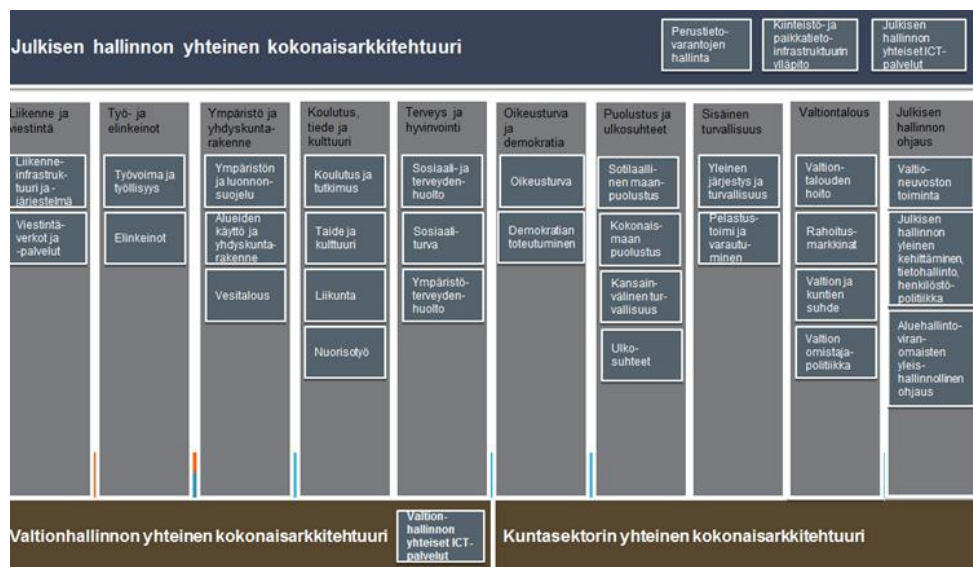 Julkisen hallinnon yhteinen kokonaisarkkitehtuuri
Perustieto-
varantojen
hallinta
Kiinteistö- ja
paikkatieto-
infrastruktuurin
ylläpito
Julkisen
hallinnon
yhteiset ICT-
palvelut
Liikenne ja
viestintä
Liikenne-
infrastruk-
tuuri ja -
järjestelmä
Viestintä-
verkot ja
-palvelut
Työ- ja
elinkeinot
Työvoima ja
työllisyys
Elinkeinot
Ympäristö ja
yhdyskunta-
rakenne
Ympäristön
ja luonnon-
suojelu
Alueiden
käyttö ja
yhdyskunta-
rakenne
Vesitalous
Koulutus,
tiede ja
kulttuuri
Koulutus ja
tutkimus
Taide ja
kulttuuri
Liikunta
Nuorisotyö
Terveys ja
hyvinvointi
Sosiaali- ja
terveyden-
huolto
Sosiaali-
turva
Ympäristö-
terveyden-
huolto
Oikeusturva
ja
demokratia
Oikeusturva
Demokratian
toteutuminen
Puolustus ja
ulkosuhteet
Sotilaalli-
nen maan-
puolustus
Kokonais-
maan
puolustus
Kansain-
välinen tur-
vallisuus
Ulko-
suhteet
Sisäinen
turvallisuus
Yleinen
järjestys ja
turvallisuus
Pelastus-
toimi ja
varautu-
minen
Valtiontalous
Valtion-
talouden
hoito
Rahoitus-
markkinat
Valtion ja
kuntien
suhde
Valtion
omistaja-
politiikka
Julkisen
hallinnon
ohjaus
Valtio-
neuvoston
toiminta
Julkisen
hallinnon
yleinen
kehittäminen,
tietohallinto,
henkilöstö-
politiikka
Aluehallinto-
viran-
omaisten
yleis-
hallinnollinen
ohjaus
Valtionhallinnon yhteinen kokonaisarkkitehtuuri
Valtion-
hallinnon
yhteiset ICT-
palvelut
Kuntasektorin yhteinen kokonaisarkkitehtuuri